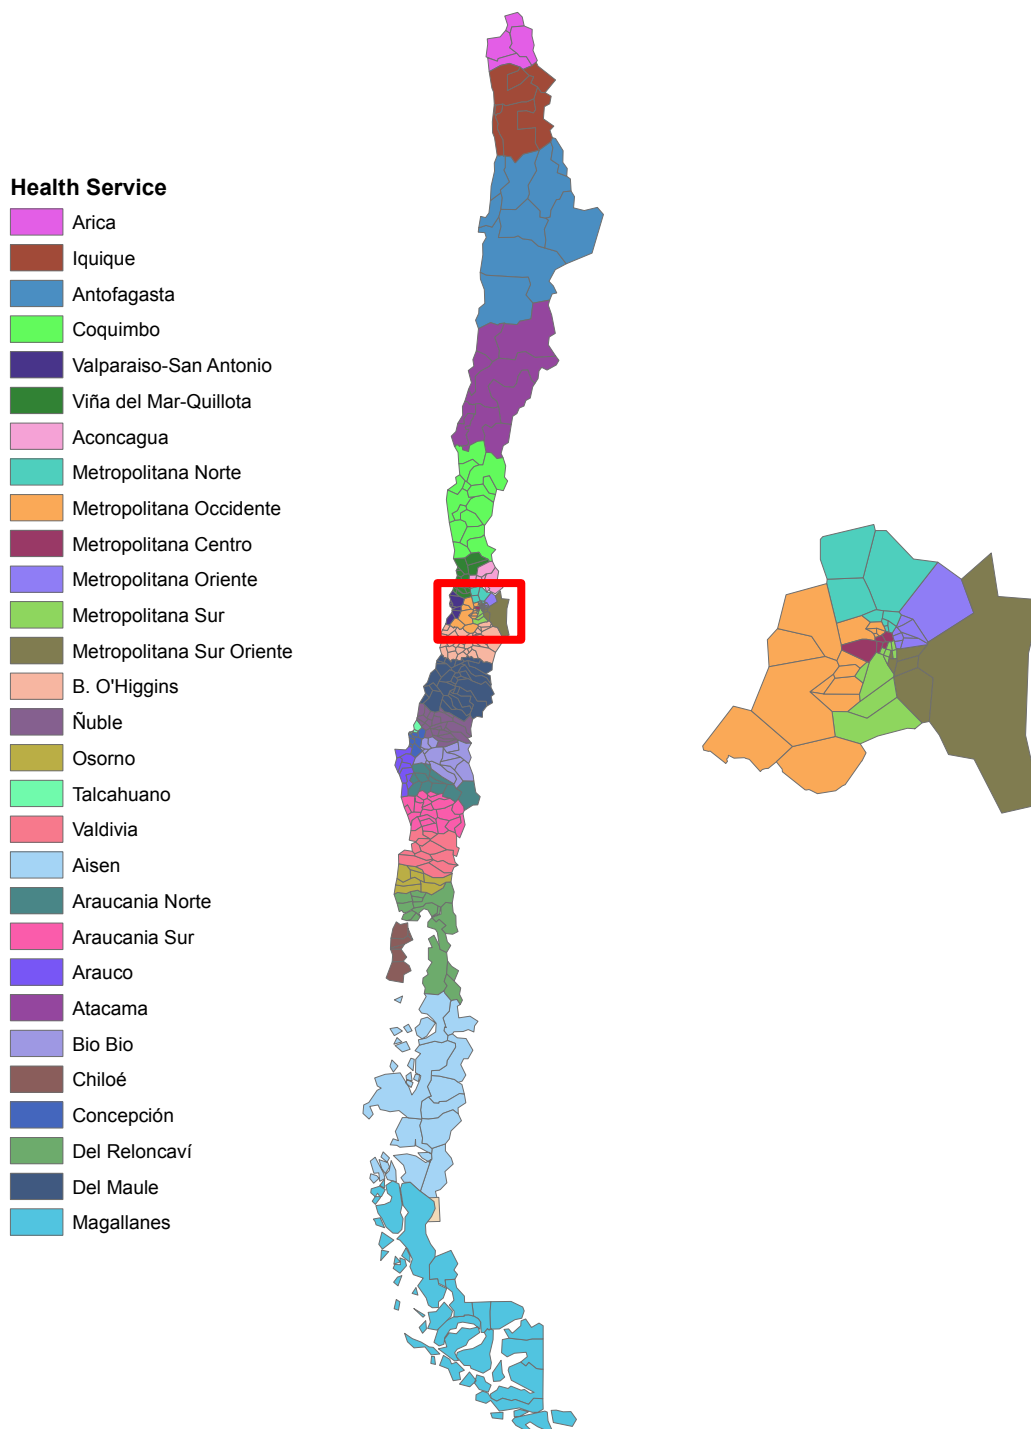 Health Service
Arica
Iquique
Antofagasta
Coquimbo
Valparaiso-San Antonio
Viña del Mar-Quillota
Aconcagua
Metropolitana Norte
Metropolitana Occidente
Metropolitana Centro
Metropolitana Oriente
Metropolitana Sur
Metropolitana Sur Oriente
B. O'Higgins
Ñuble
Osorno
Talcahuano
Valdivia
Aisen
Araucania Norte
Araucania Sur
Arauco
Atacama
Bio Bio
Chiloé
Concepción
Del Reloncaví
Del Maule
Magallanes